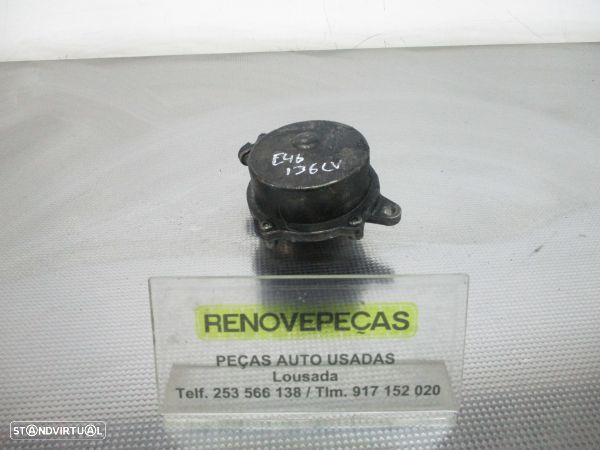 E46
136CV
RENOVEPEÇAS
PEÇAS AUTO USADAS
Lousada
Telf. 253 566 138 / Tlm. 917 152 020
STANDVIRTUAL